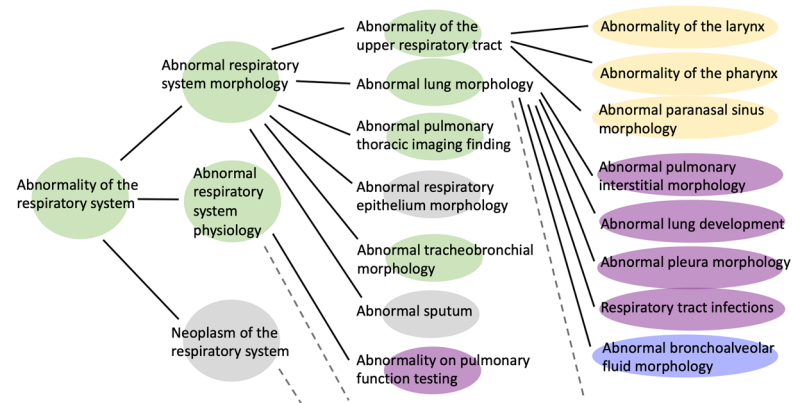 Abnormality of the
respiratory system
Abnormal respiratory
system morphology
Abnormal
respiratory
system
physiology
Neoplasm of the
respiratory system
Abnormality of the
upper respiratory tract
Abnormal lung morphology
Abnormal pulmonary
thoracic imaging finding
Abnormal respiratory
epithelium morphology
Abnormal tracheobronchial
morphology
Abnormal sputum
Abnormality on pulmonary
function testing
Abnormality of the larynx
Abnormality of the pharynx
Abnormal paranasal sinus
morphology
Abnormal pulmonary
interstitial morphology
Abnormal lung development
Abnormal pleura morphology
Respiratory tract infections
Abnormal bronchoalveolar
fluid morphology